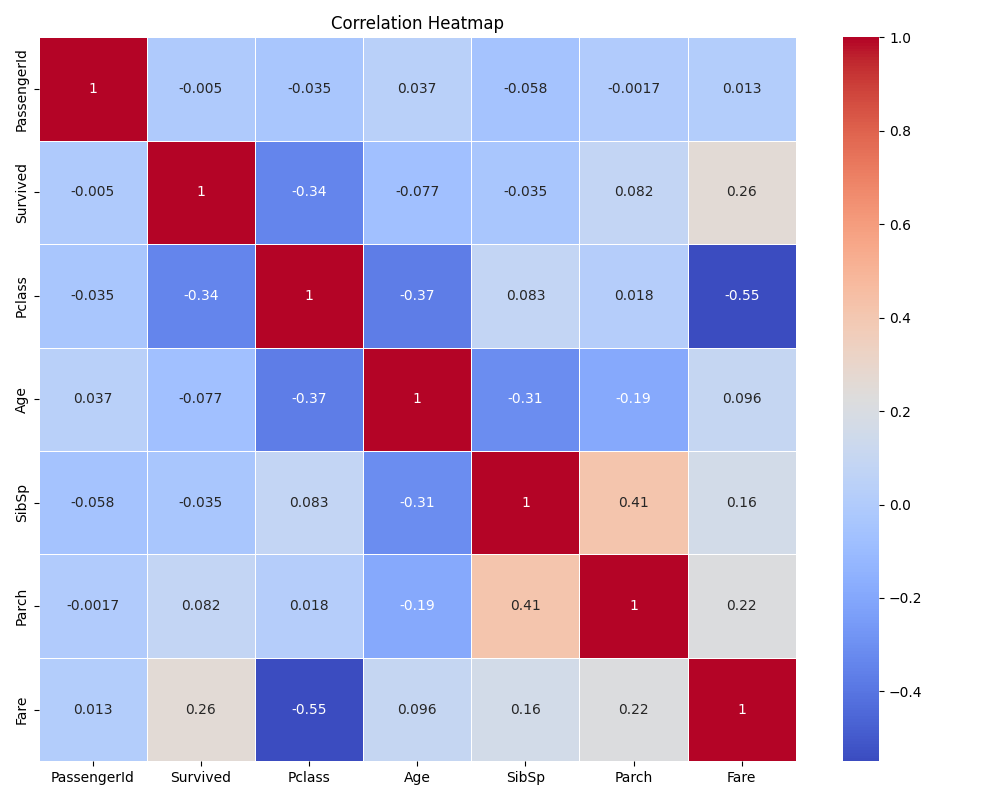 Correlation Heatmap
PassengerId 1 -0.005 -0.035 0.037 -0.058 -0.0017 0.013
Survived -0.005 1 -0.34 -0.077 -0.035 0.082 0.26
Pclass -0.035 -0.34 1 -0.37 0.083 0.018 -0.55
Age 0.037 -0.077 -0.37 1 -0.31 -0.19 0.096
SibSp -0.058 -0.035 0.083 -0.31 1 0.41 0.16
Parch -0.0017 0.082 0.018 -0.19 0.41 1 0.22
Fare 0.013 0.26 -0.55 0.096 0.16 0.22 1
PassengerId Survived Pclass Age SibSp Parch Fare
1.0
0.8
0.6
0.4
0.2
0.0
−0.2
−0.4